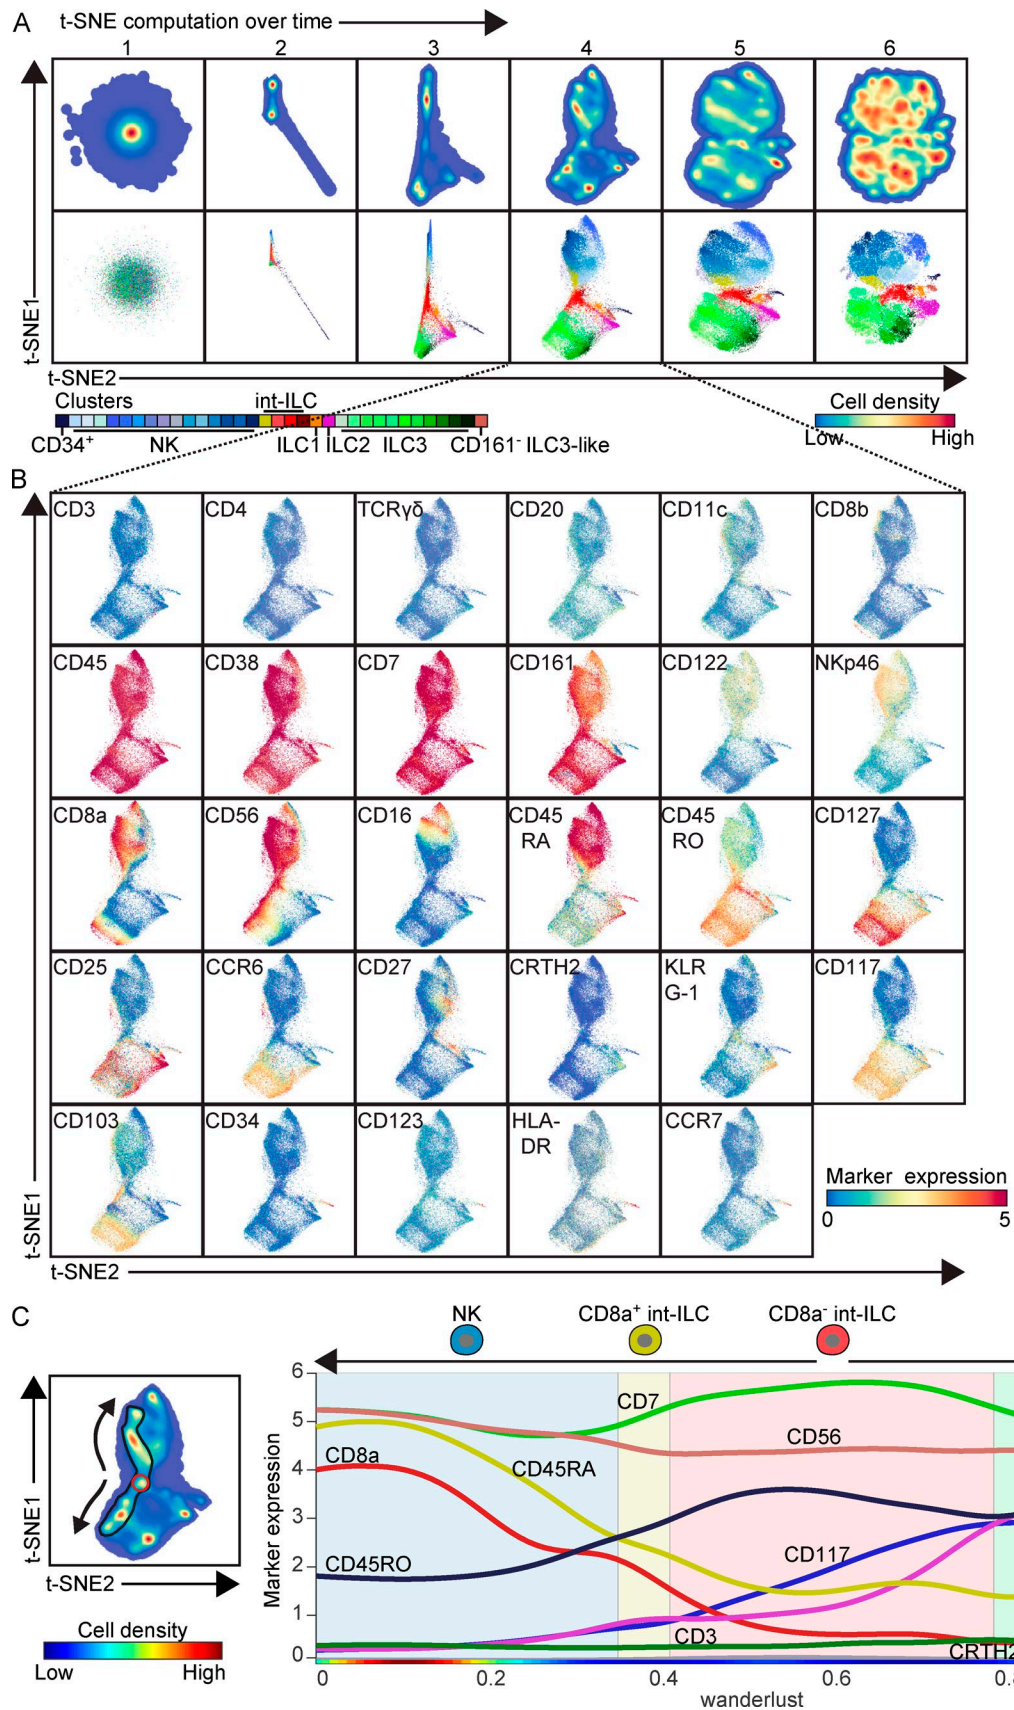 A
t-SNE computation over time
1 2 3 4 5 6
t-SNE1
t-SNE2
Clusters
int-ILC
CD34+ NK ILC1 ILC2 ILC3 CD161- ILC3-like
Cell density
Low High
B
CD3 CD4 TCRγδ CD20 CD11c CD8b
CD45 CD38 CD7 CD161 CD122 NKp46
CD8a CD56 CD16 CD45 RA CD45 RO CD127
CD25 CCR6 CD27 CRTH2 KLR G-1 CD117
CD103 CD34 CD123 HLA-DR CCR7
Marker expression
0 5
t-SNE1
t-SNE2
C
NK CD8a+ int-ILC CD8a- int-ILC
t-SNE1
t-SNE2
Cell density
Low High
Marker expression
6
5
4
3
2
1
0
CD7
CD56
CD8a
CD45RA
CD45RO
CD117
CD3
CRTH2
0 0.2 0.4 0.6 0.8
wanderlust